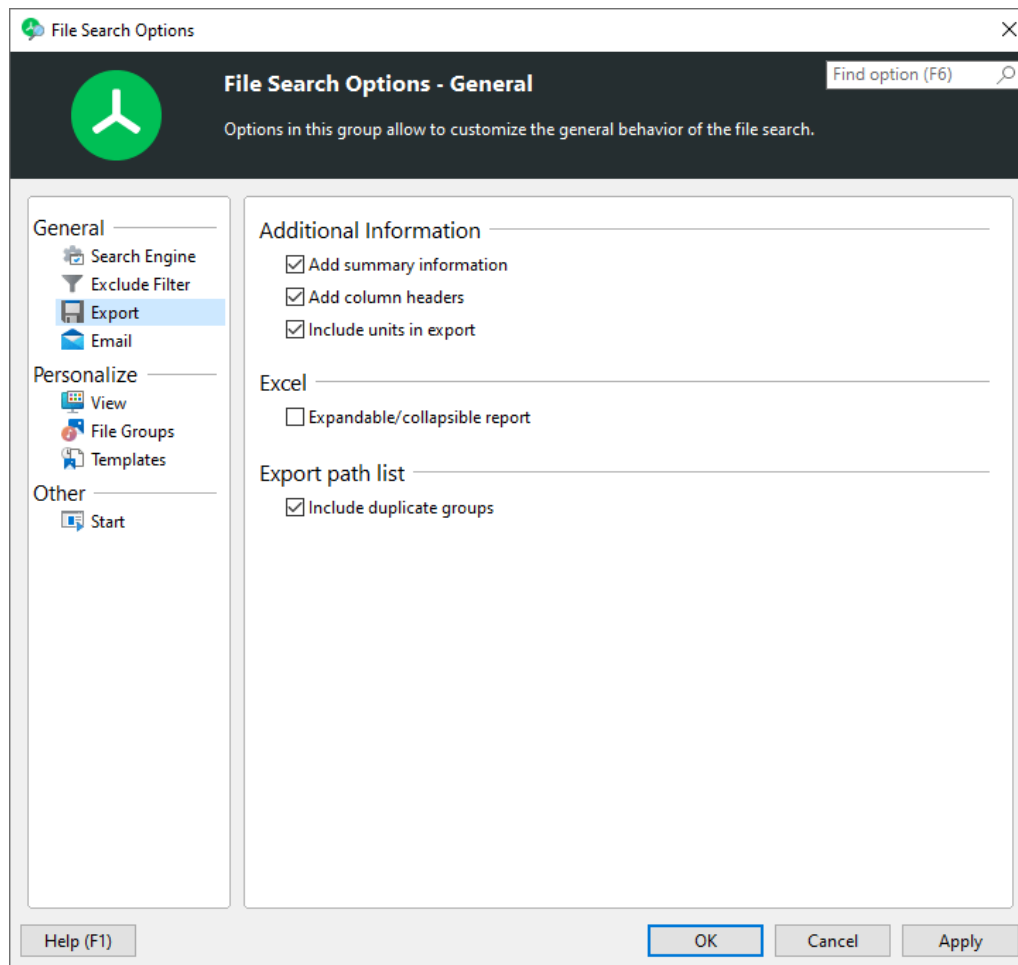 File Search Options
File Search Options - General
Find option (F6)
Options in this group allow to customize the general behavior of the file search.
General
Search Engine
Exclude Filter
Export
Email
Personalize
View
File Groups
Templates
Other
Start
Additional Information
Add summary information
Add column headers
Include units in export
Excel
Expandable/collapsible report
Export path list
Include duplicate groups
Help (F1)
OK
Cancel
Apply